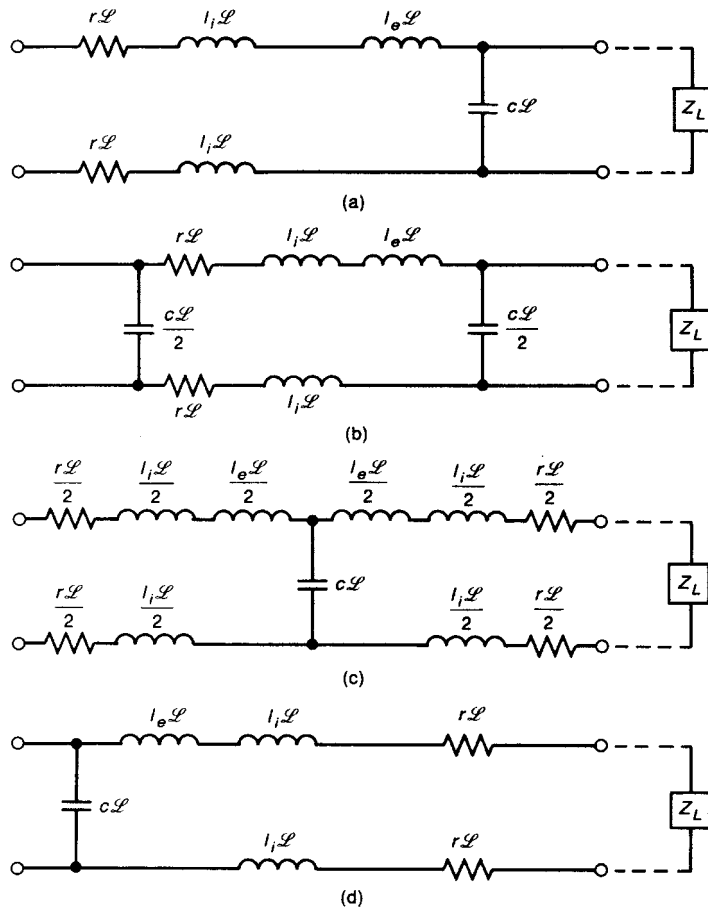 rℒ l_iℒ l_eℒ
cℒ
Z_L
rℒ l_iℒ
(a)
rℒ l_iℒ l_eℒ
cℒ/2 cℒ/2
Z_L
rℒ l_iℒ
(b)
rℒ/2 l_iℒ/2 l_eℒ/2 l_eℒ/2 l_iℒ/2 rℒ/2
cℒ
Z_L
rℒ/2 l_iℒ/2 l_iℒ/2 rℒ/2
(c)
l_eℒ l_iℒ rℒ
cℒ
Z_L
l_iℒ rℒ
(d)